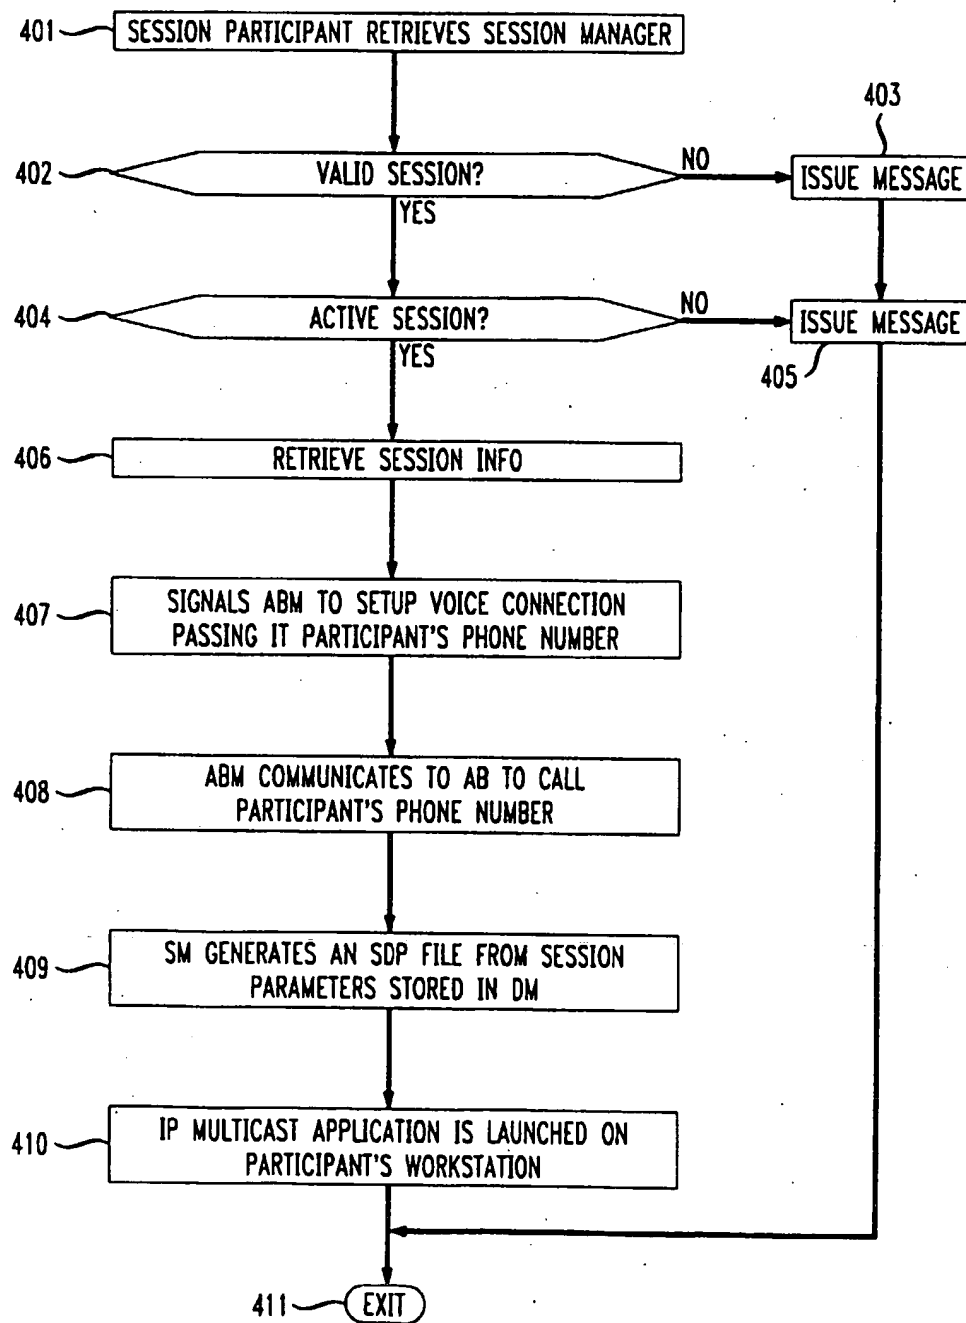 401 SESSION PARTICIPANT RETRIEVES SESSION MANAGER
403
402 VALID SESSION? NO ISSUE MESSAGE
YES
404 ACTIVE SESSION? NO ISSUE MESSAGE
YES
405
406 RETRIEVE SESSION INFO
407 SIGNALS ABM TO SETUP VOICE CONNECTION
PASSING IT PARTICIPANT'S PHONE NUMBER
408 ABM COMMUNICATES TO AB TO CALL
PARTICIPANT'S PHONE NUMBER
409 SM GENERATES AN SDP FILE FROM SESSION
PARAMETERS STORED IN DM
410 IP MULTICAST APPLICATION IS LAUNCHED ON
PARTICIPANT'S WORKSTATION
411 EXIT